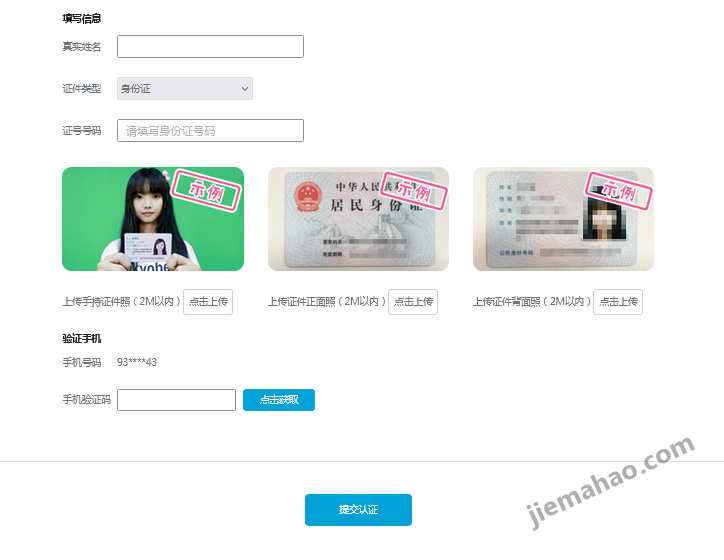 填写信息
真实姓名
证件类型 身份证
证号号码 请填写身份证号码
示例
kyobe
中华人民共和国
居民身份证
示例
示例
公民身份号码
上传手持证件照（2M以内） 点击上传
上传证件正面照（2M以内） 点击上传
上传证件背面照（2M以内） 点击上传
验证手机
手机号码 93****43
手机验证码 点击获取
提交认证
jiemahao.com